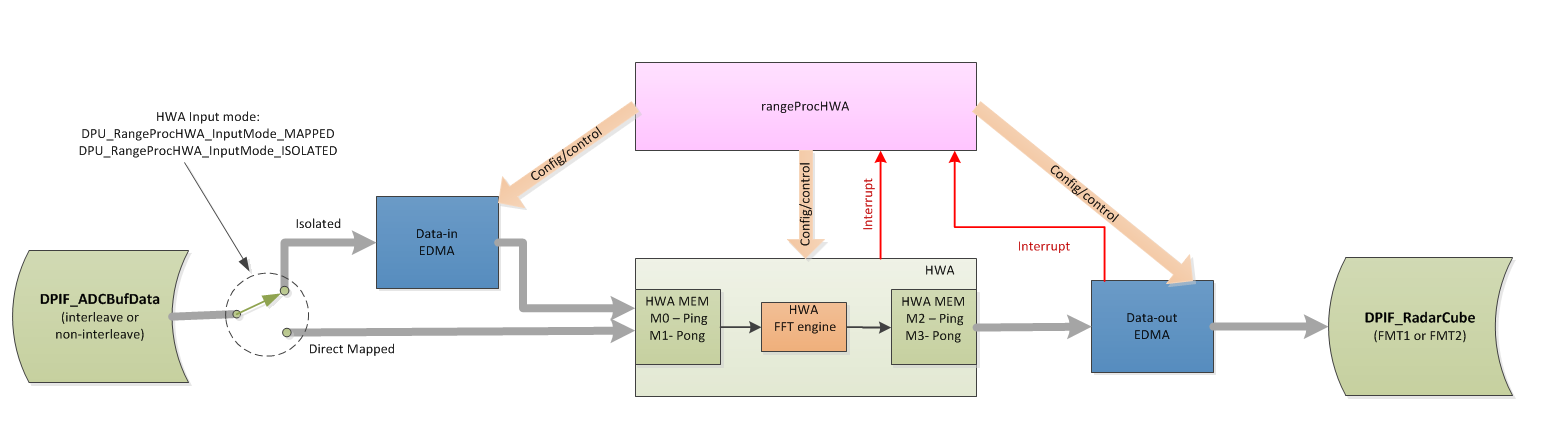 rangeProcHWA
HWA Input mode:
DPU_RangeProcHWA_InputMode_MAPPED
DPU_RangeProcHWA_InputMode_ISOLATED
Config/control
Config/control
Interrupt
Config/control
Isolated
Data-in
EDMA
Interrupt
HWA
DPIF_ADCBufData
(interleave or
non-interleave)
Direct Mapped
HWA MEM
M0 – Ping
M1- Pong
HWA
FFT engine
HWA MEM
M2 – Ping
M3- Pong
Data-out
EDMA
DPIF_RadarCube
(FMT1 or FMT2)